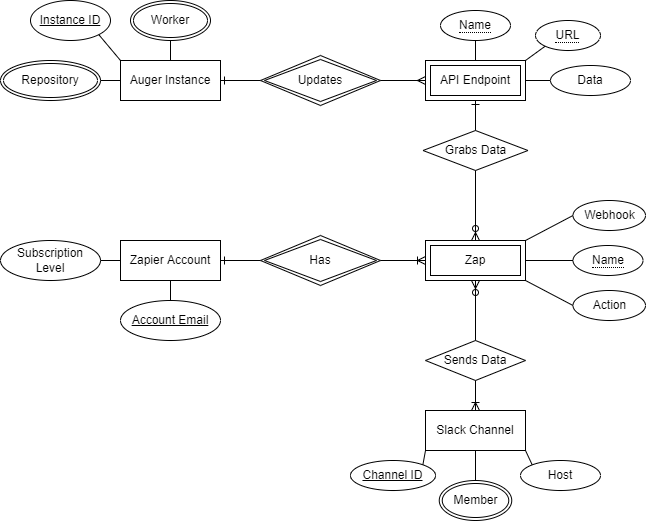 Instance ID
Worker
Name
URL
Repository
Auger Instance
Updates
API Endpoint
Data
Grabs Data
Webhook
Subscription
Level
Zapier Account
Has
Zap
Name
Action
Account Email
Sends Data
Slack Channel
Channel ID
Host
Member